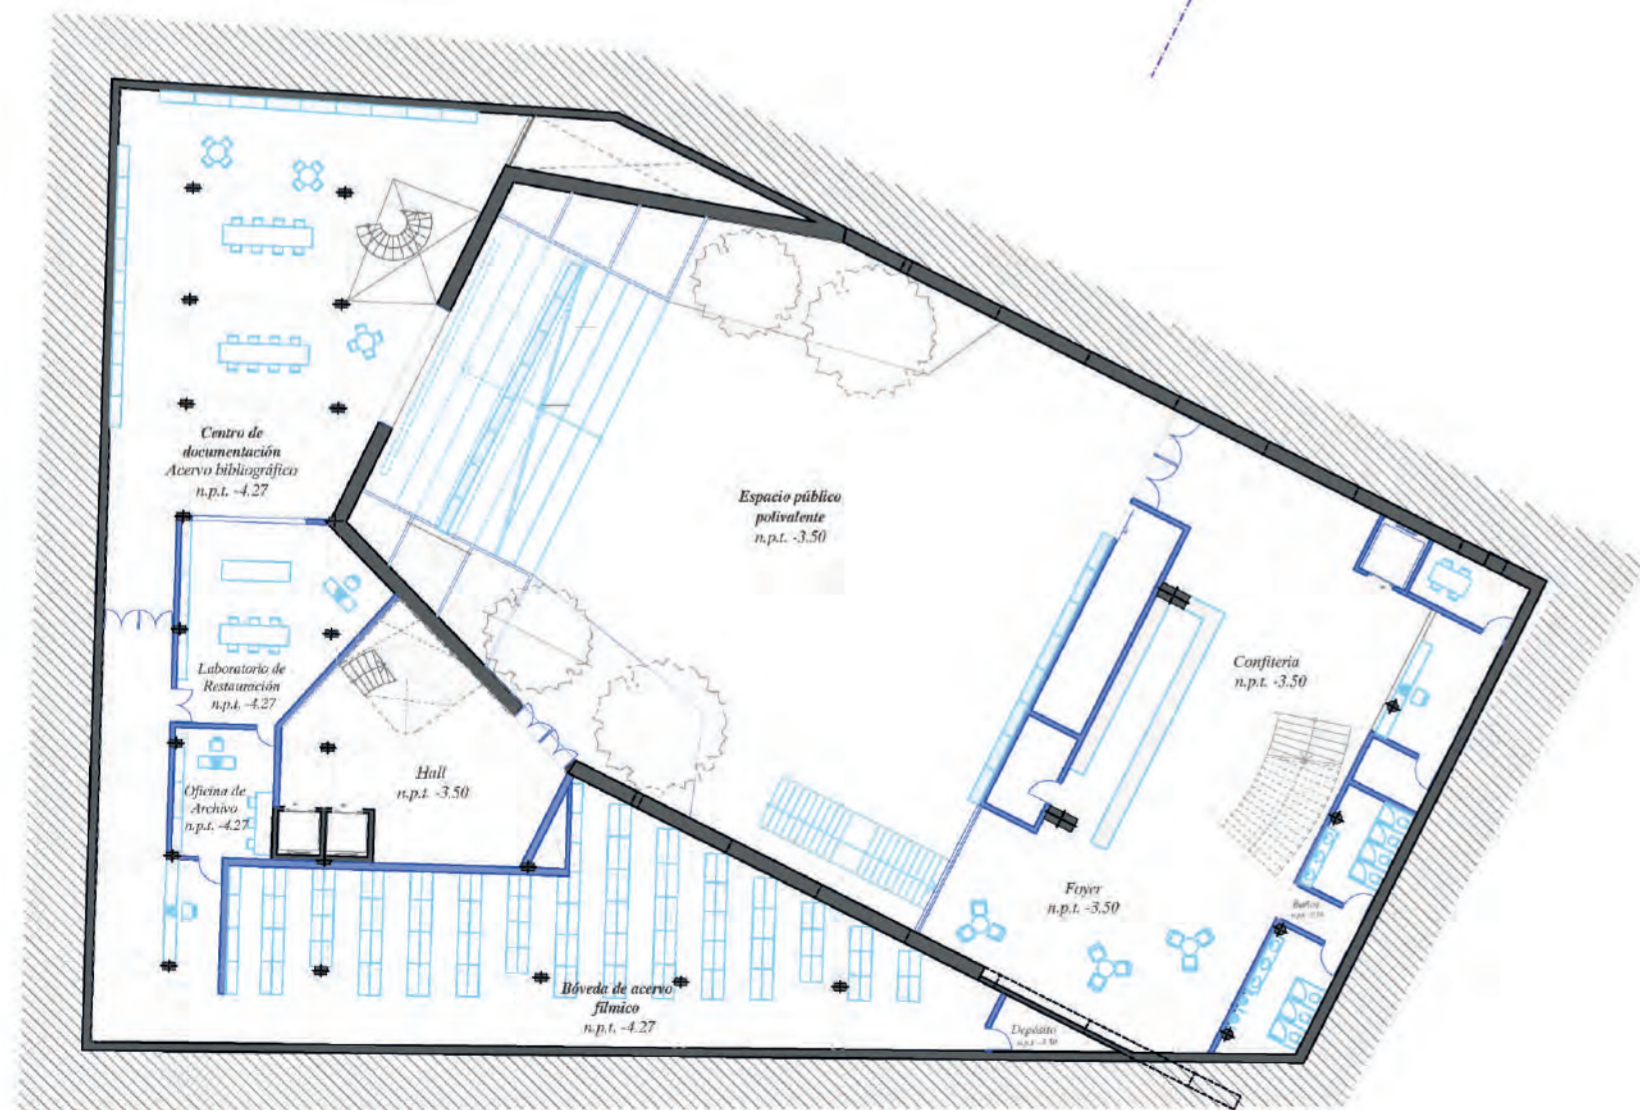 Centro de
documentación
Acervo bibliográfico
n.p.t. -4.27
Espacio público
polivalente
n.p.t. -3.50
Laboratorio de
Restauración
n.p.t. -4.27
Confitería
n.p.t. -3.50
Hall
n.p.t. -3.50
Oficina de
Archivo
n.p.t. -4.27
Foyer
n.p.t. -3.50
Baños
Bóveda de acervo
fílmico
n.p.t. -4.27
Depósito
n.p.t. -3.50